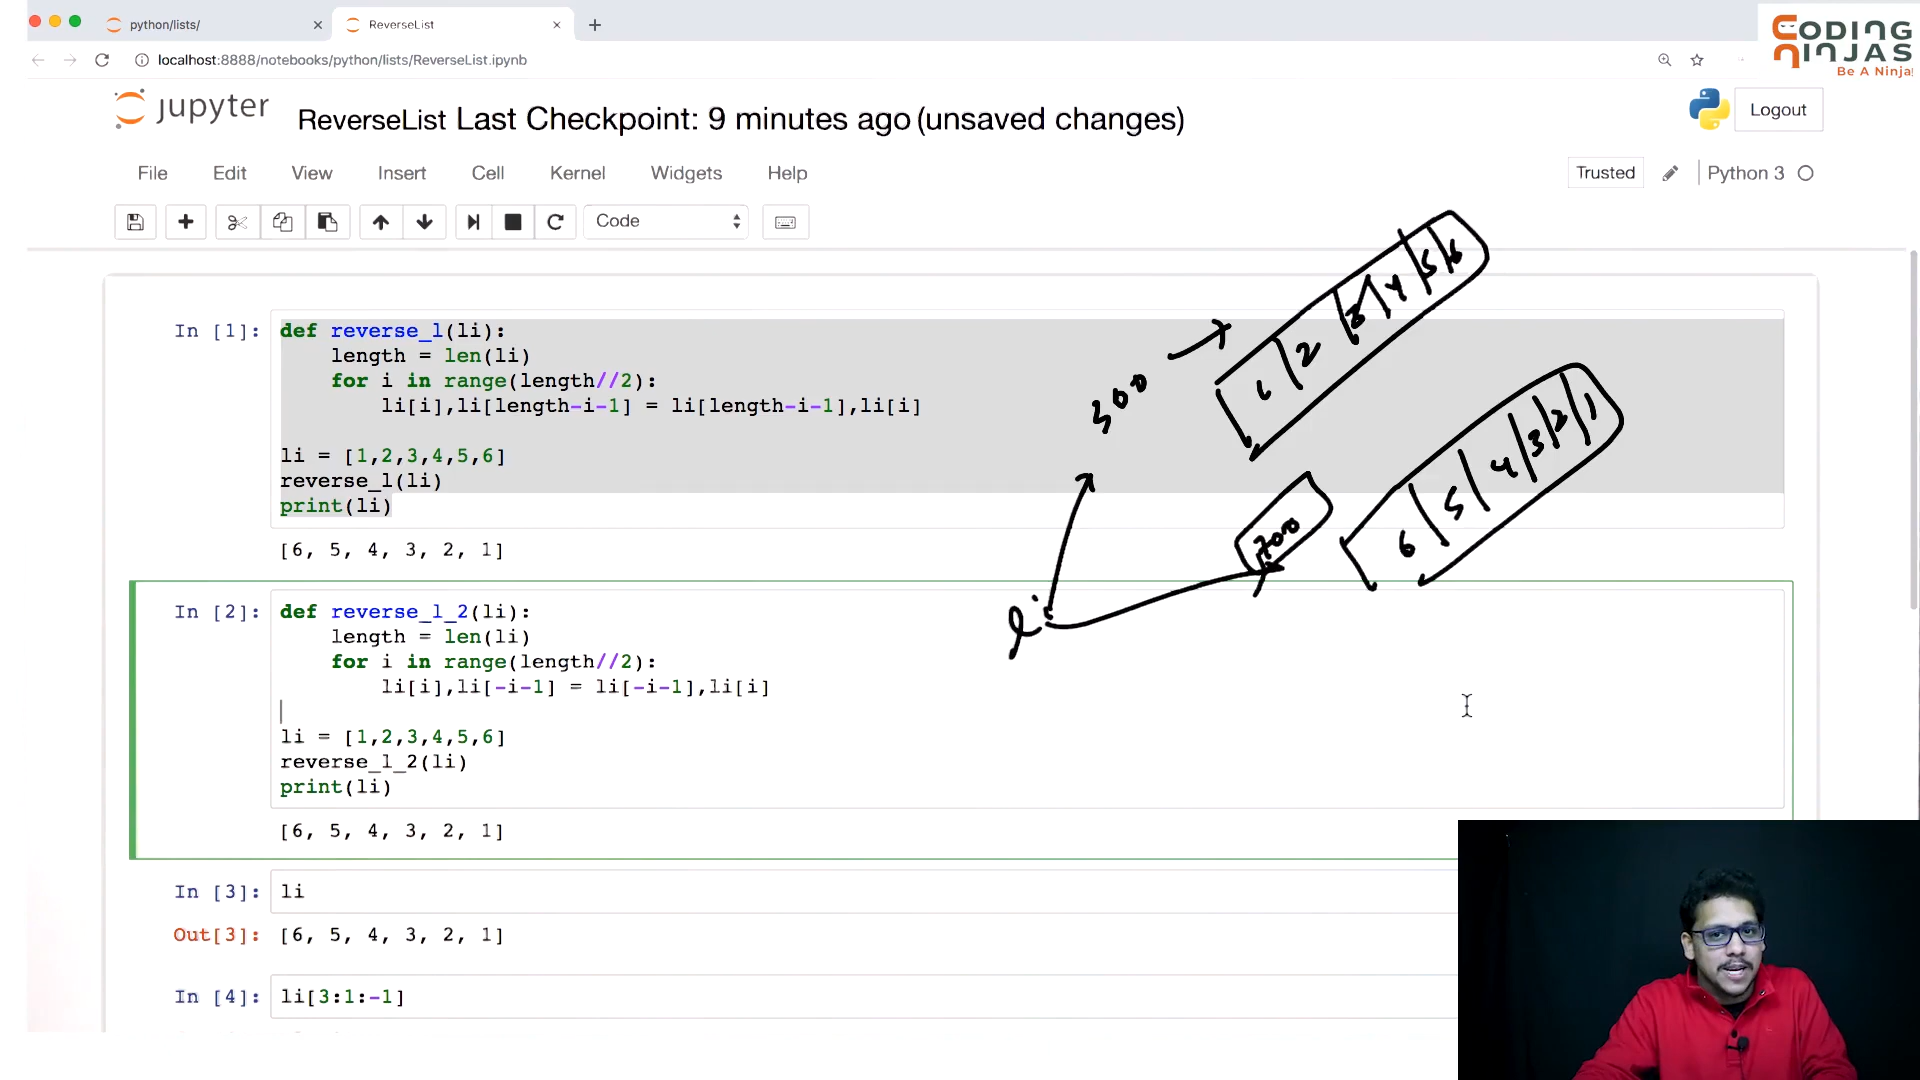 python/lists/
ReverseList
CODING NINJAS
Be A Ninja!
localhost:8888/notebooks/python/lists/ReverseList.ipynb
jupyter
ReverseList Last Checkpoint: 9 minutes ago (unsaved changes)
Logout
File Edit View Insert Cell Kernel Widgets Help
Trusted
Python 3
Code
In [1]:
def reverse_l(li):
    length = len(li)
    for i in range(length//2):
        li[i],li[length-i-1] = li[length-i-1],li[i]
li = [1,2,3,4,5,6]
reverse_l(li)
print(li)
[6, 5, 4, 3, 2, 1]
1 2 3 4 5 6
300
6 5 4 3 2 1
700
li
In [2]:
def reverse_l_2(li):
    length = len(li)
    for i in range(length//2):
        li[i],li[-i-1] = li[-i-1],li[i]
li = [1,2,3,4,5,6]
reverse_l_2(li)
print(li)
[6, 5, 4, 3, 2, 1]
In [3]: li
Out[3]: [6, 5, 4, 3, 2, 1]
In [4]: li[3:1:-1]